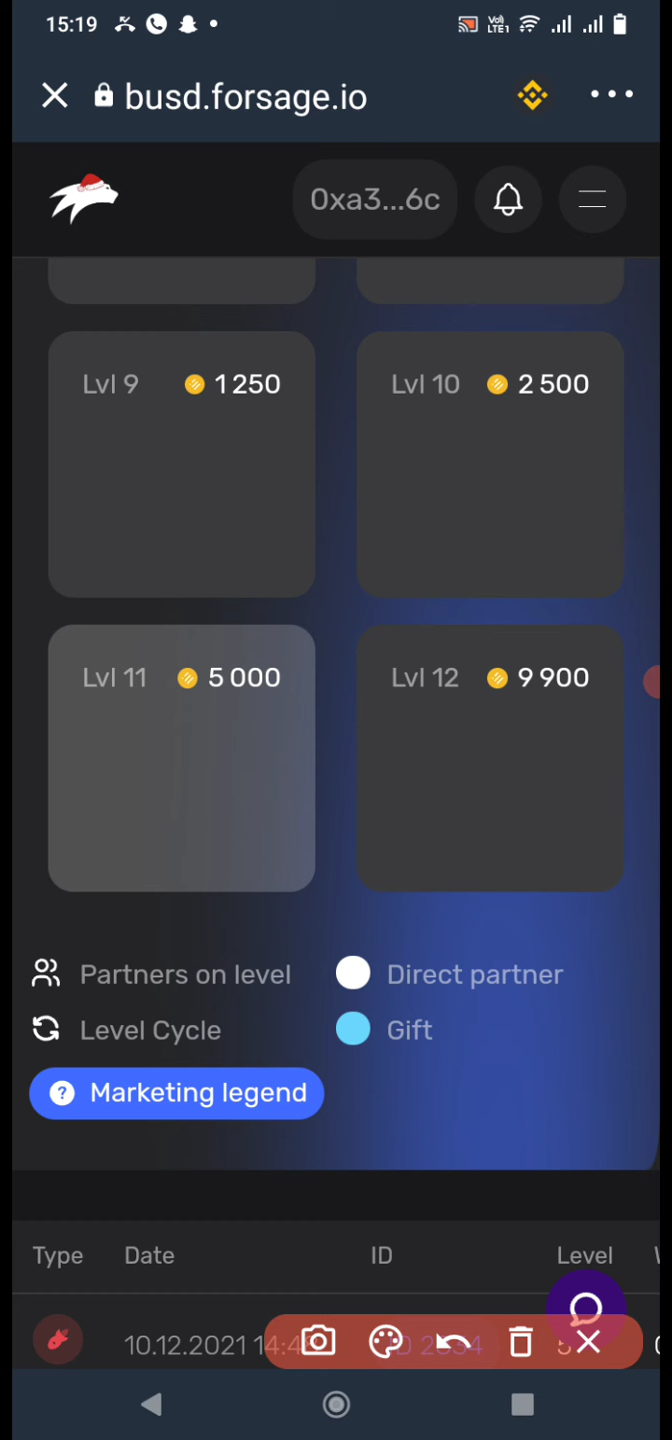 15:19
Vo) LTE1
busd.forsage.io
0xa3...6c
Lvl 9 1 250
Lvl 10 2 500
Lvl 11 5 000
Lvl 12 9 900
Partners on level
Direct partner
Level Cycle
Gift
? Marketing legend
Type Date ID Level
10.12.2021